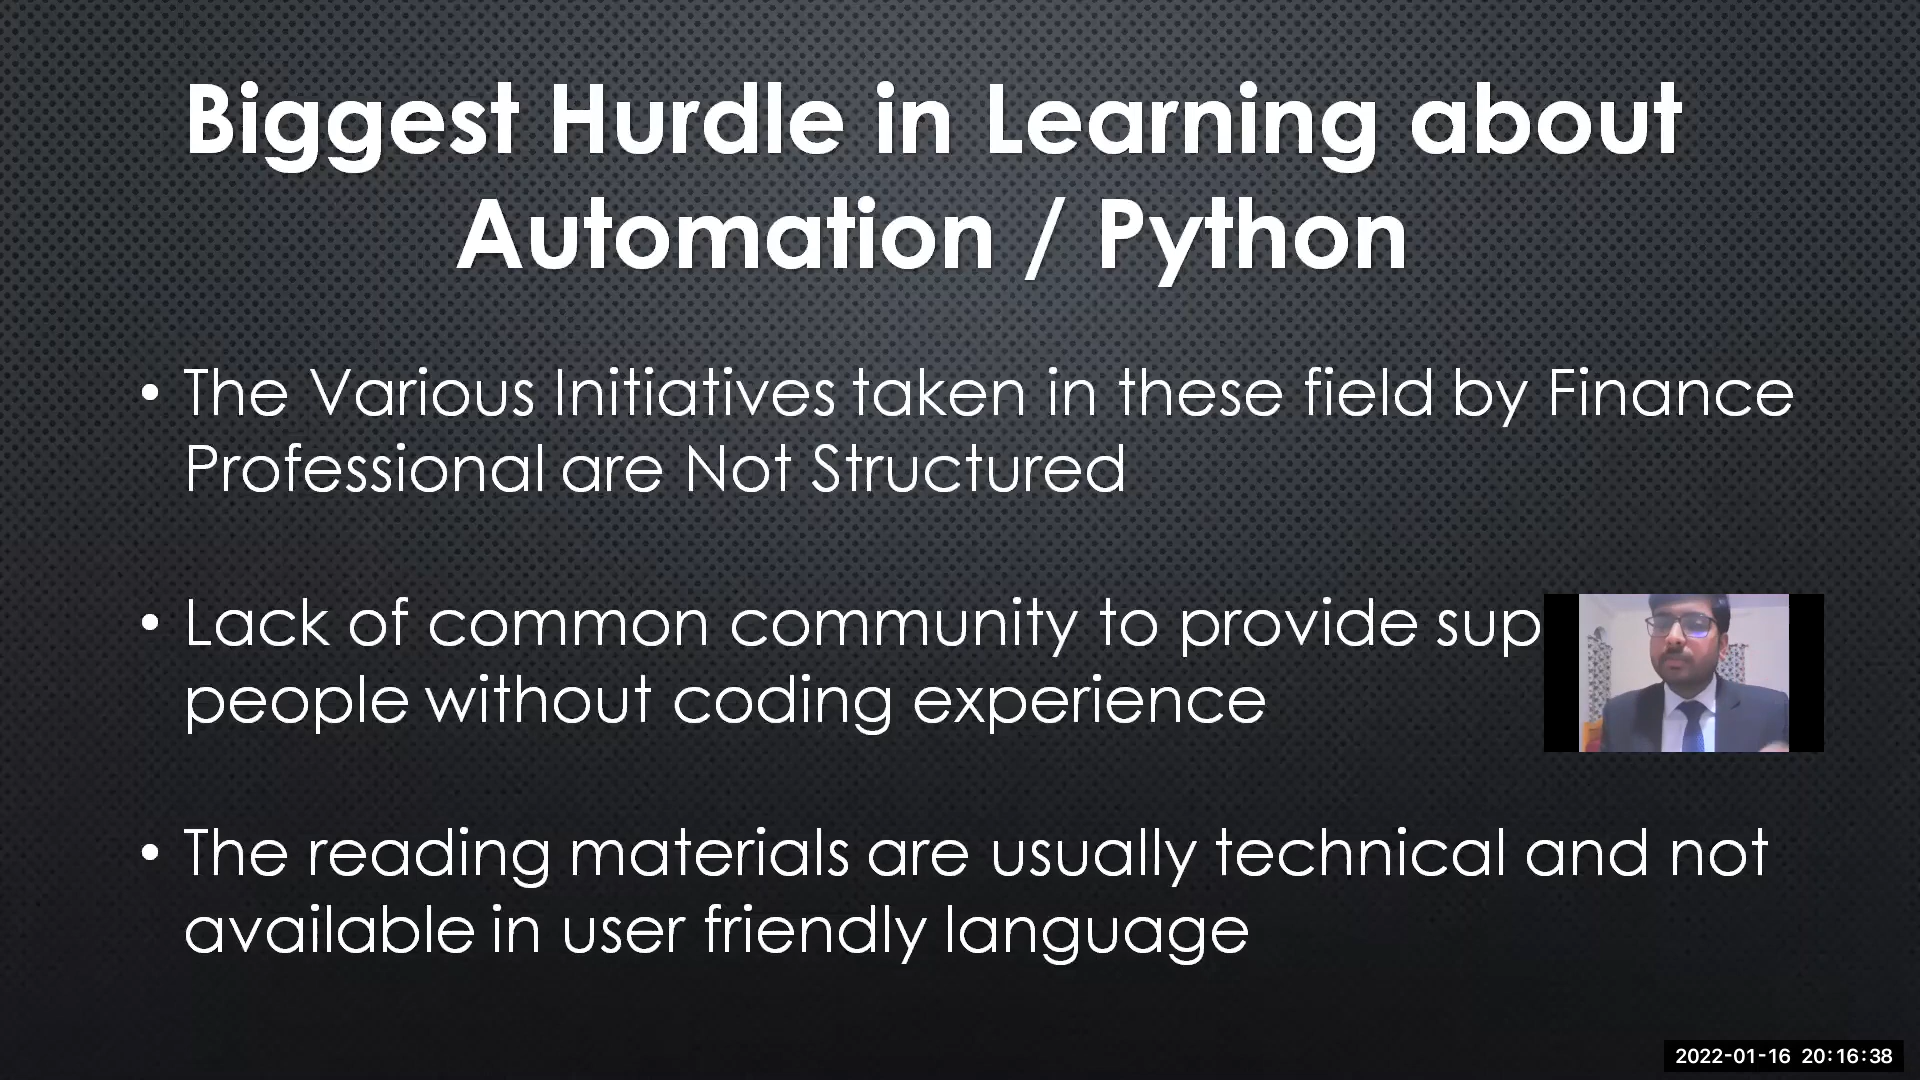 Biggest Hurdle in Learning about
Automation / Python
• The Various Initiatives taken in these field by Finance
Professional are Not Structured
• Lack of common community to provide
people without coding experience
• The reading materials are usually technical and not
available in user friendly language
2022-01-16 20:16:38